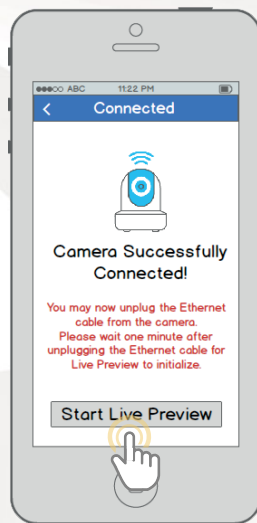 ABC 11:22 PM
Connected
Camera Successfully
Connected!
You may now unplug the Ethernet
cable from the camera.
Please wait one minute after
unplugging the Ethernet cable for
Live Preview to initialize.
Start Live Preview